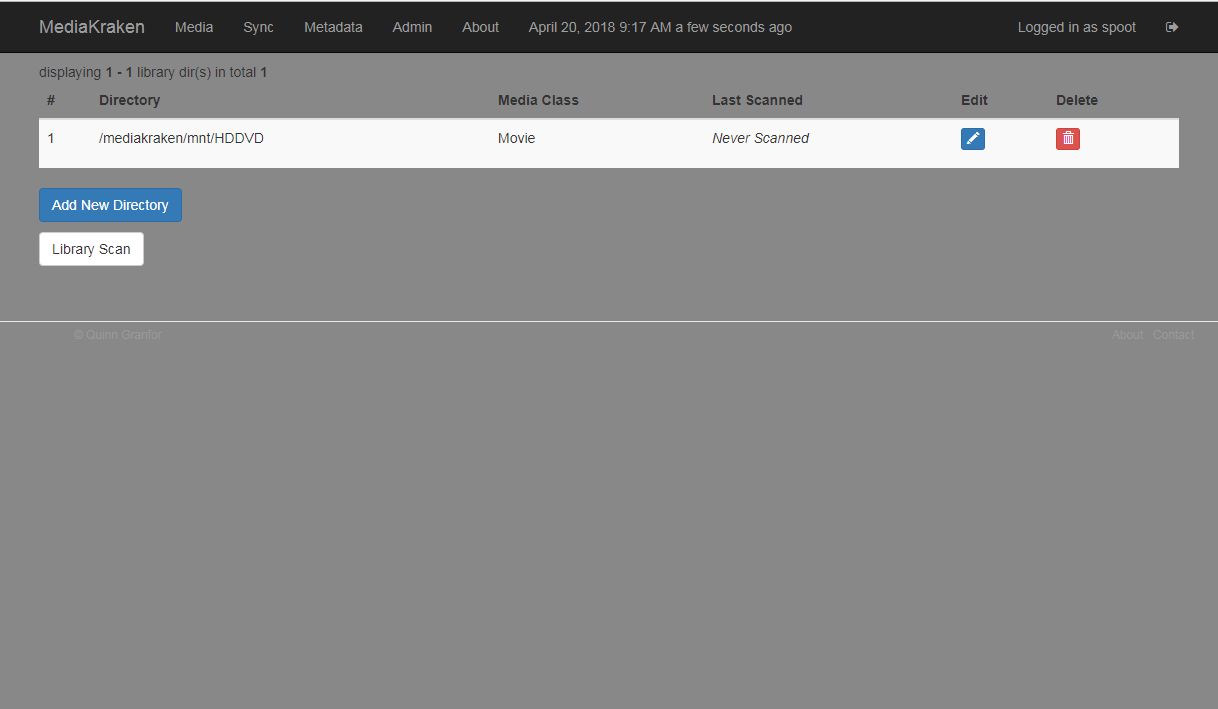 MediaKraken Media Sync Metadata Admin About April 20, 2018 9:17 AM a few seconds ago Logged in as spoot
displaying 1 - 1 library dir(s) in total 1
# Directory Media Class Last Scanned Edit Delete
1 /mediakraken/mnt/HDDVD Movie Never Scanned
Add New Directory
Library Scan
© Quinn Granfor About Contact